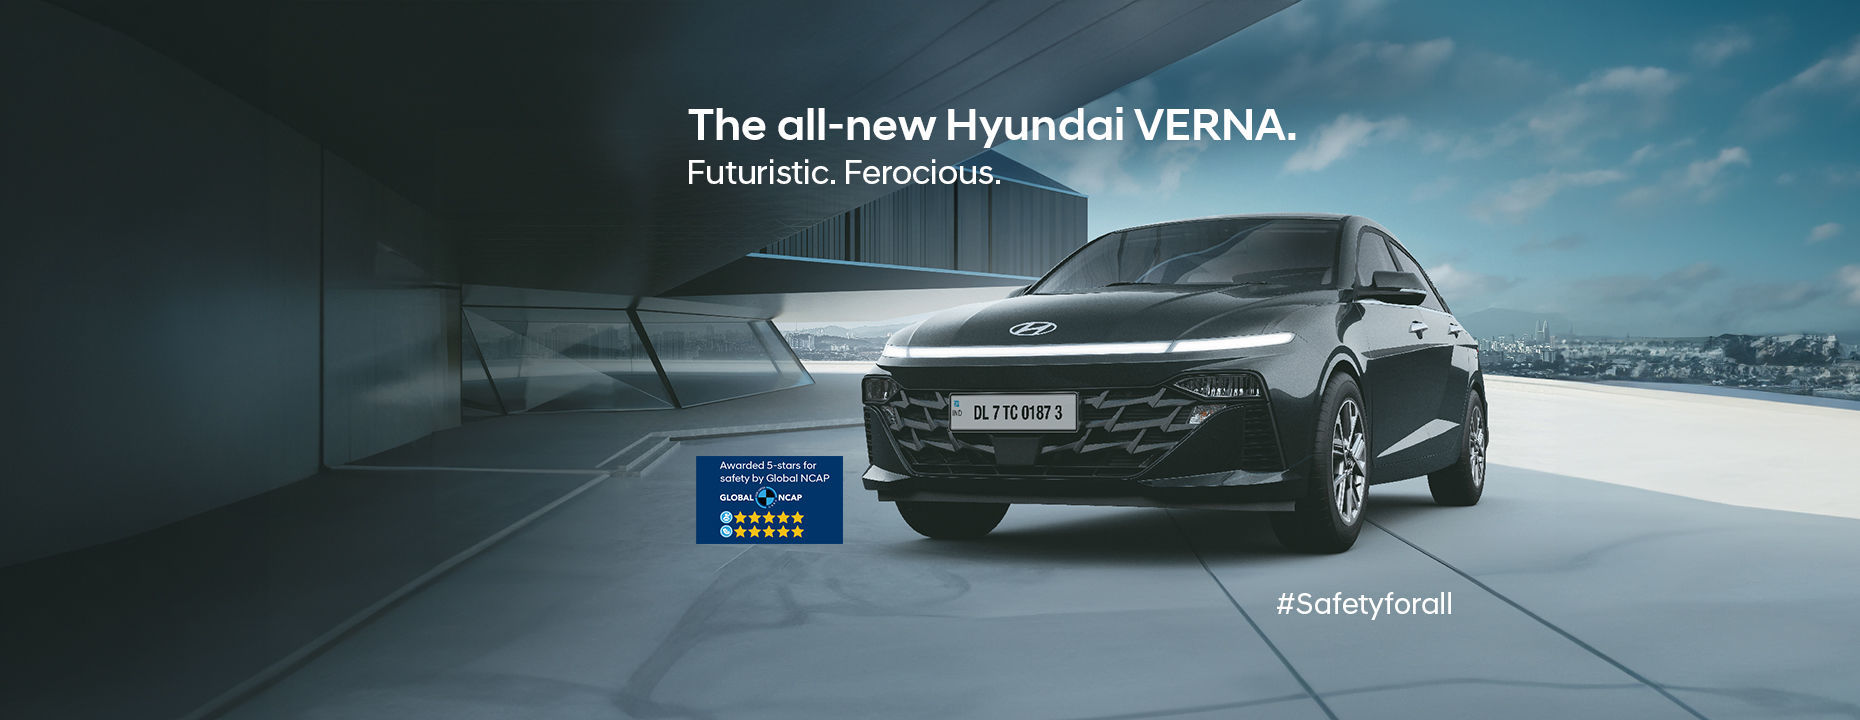 The all-new Hyundai VERNA.
Futuristic. Ferocious.
IND
DL 7 TC 0187 3
Awarded 5-stars for
safety by Global NCAP
GLOBAL NCAP
#Safetyforall